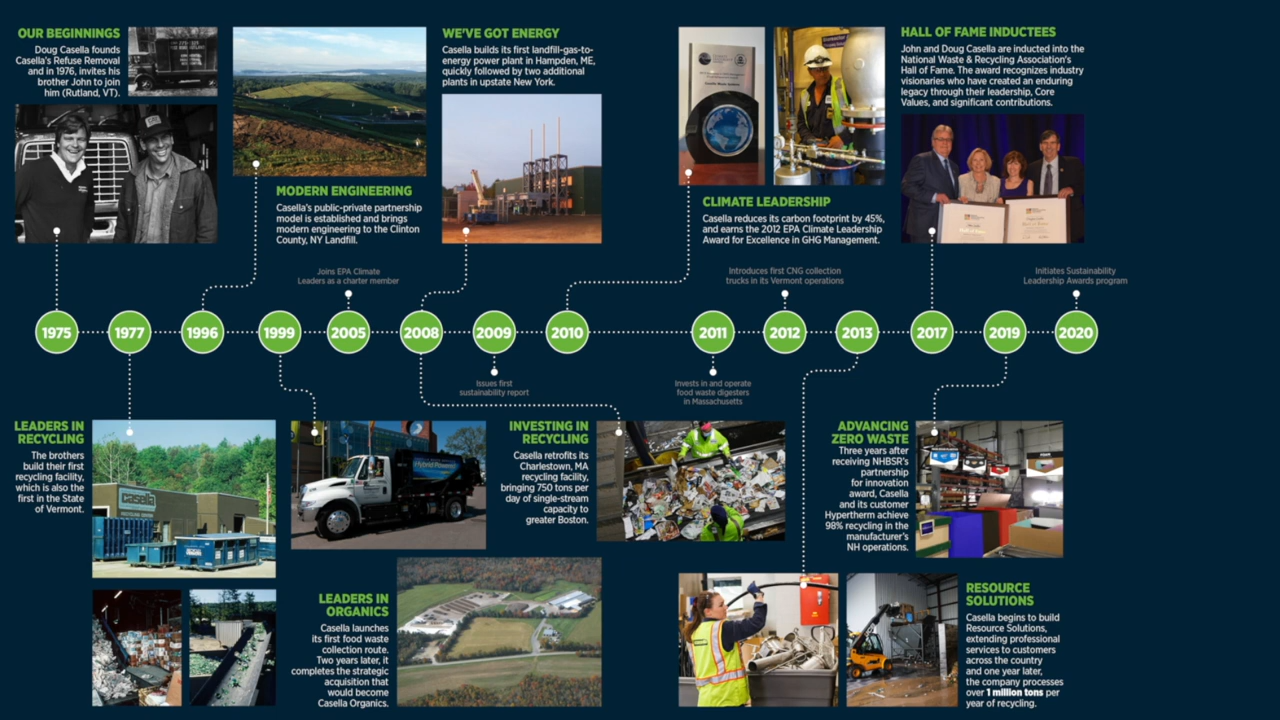 OUR BEGINNINGS
Doug Casella founds
Casella's Refuse Removal
and in 1976, invites his
brother John to join
him (Rutland, VT).
MODERN ENGINEERING
Casella's public-private partnership
model is established and brings
modern engineering to the Clinton
County, NY Landfill.
WE'VE GOT ENERGY
Casella builds its first landfill-gas-to-
energy power plant in Hampden, ME,
quickly followed by two additional
plants in upstate New York.
CLIMATE LEADERSHIP
Casella reduces its carbon footprint by 45%,
and earns the 2012 EPA Climate Leadership
Award for Excellence in GHG Management.
HALL OF FAME INDUCTEES
John and Doug Casella are inducted into the
National Waste & Recycling Association's
Hall of Fame. The award recognizes industry
visionaries who have created an enduring
legacy through their leadership, Core
Values, and significant contributions.
Joins EPA Climate
Leaders as a charter member
Introduces first CNG collection
trucks in its Vermont operations
Initiates Sustainability
Leadership Awards program
1975
1977
1996
1999
2005
2008
2009
2010
2011
2012
2013
2017
2019
2020
Issues first
sustainability report
Invests in and operate
food waste digesters
in Massachusetts
LEADERS IN
RECYCLING
The brothers
build their first
recycling facility,
which is also the
first in the State
of Vermont.
casella
Hybrid Powered
LEADERS IN
ORGANICS
Casella launches
its first food waste
collection route.
Two years later, it
completes the strategic
acquisition that
would become
Casella Organics.
INVESTING IN
RECYCLING
Casella retrofits its
Charlestown, MA
recycling facility,
bringing 750 tons per
day of single-stream
capacity to
greater Boston.
ADVANCING
ZERO WASTE
Three years after
receiving NHBSR's
partnership
for innovation
award, Casella
and its customer
Hypertherm achieve
98% recycling in the
manufacturer's
NH operations.
RESOURCE
SOLUTIONS
Casella begins to build
Resource Solutions,
extending professional
services to customers
across the country
and one year later,
the company processes
over 1 million tons per
year of recycling.